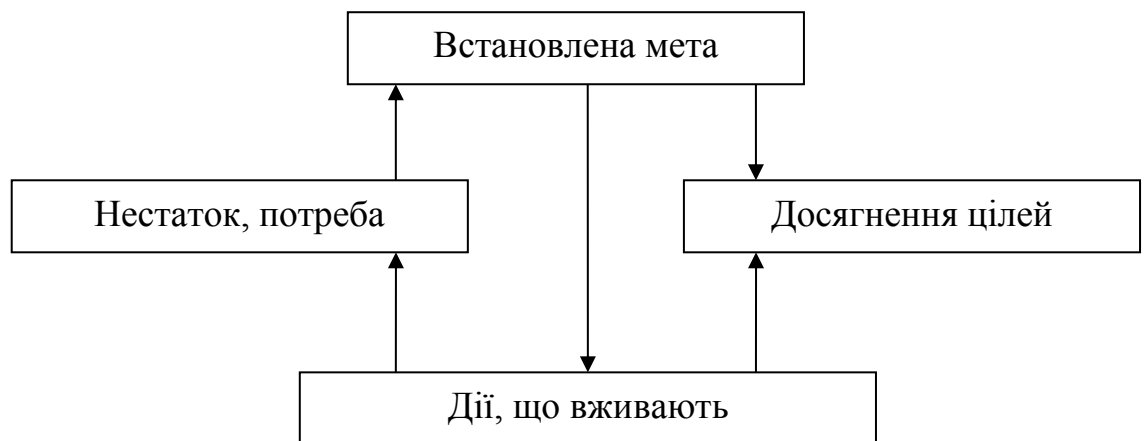 Встановлена мета
Нестаток, потреба
Досягнення цілей
Дії, що вживають